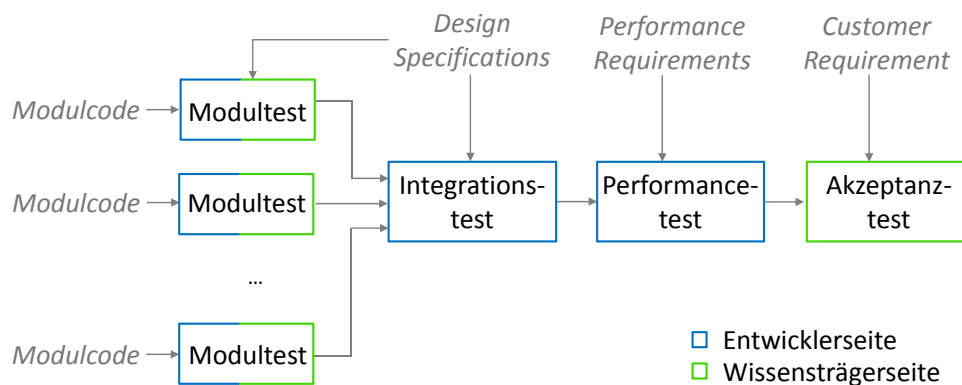 Design
Specifications
Performance
Requirements
Customer
Requirement
Modulcode
Modultest
Modulcode
Modultest
Integrations-
test
Performance-
test
Akzeptanz-
test
...
Modulcode
Modultest
Entwicklerseite
Wissensträgerseite